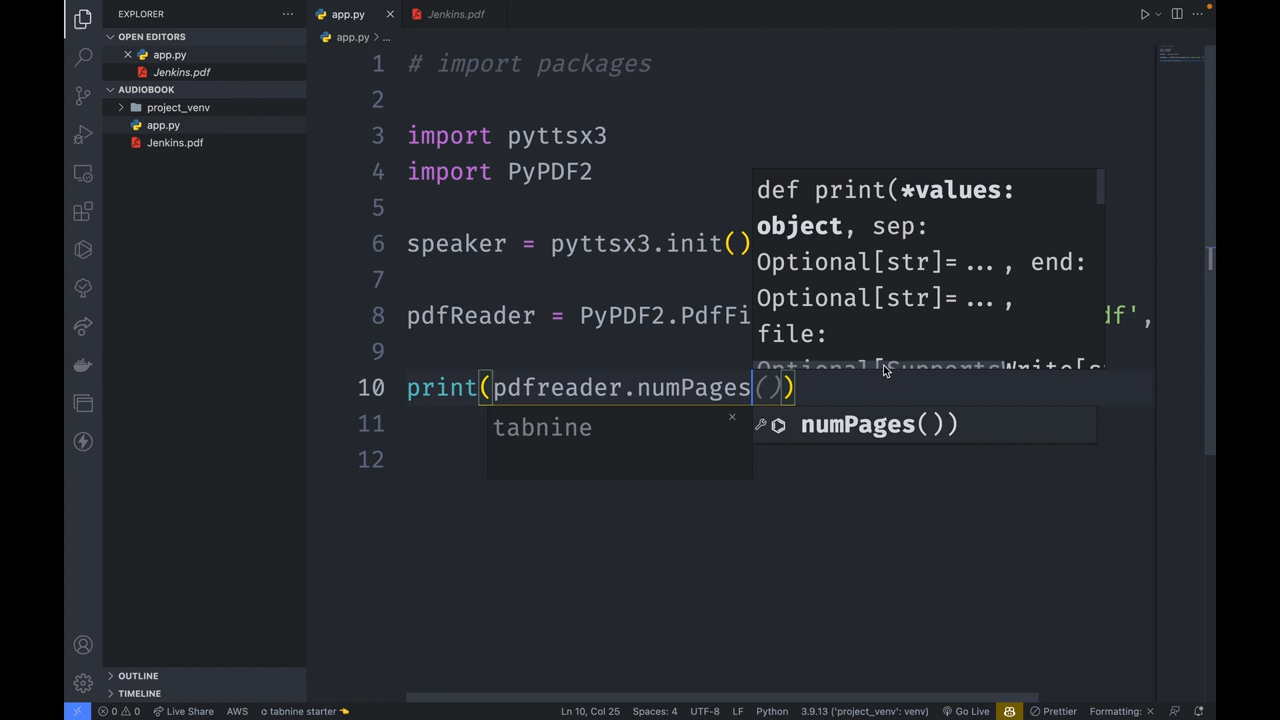 EXPLORER
OPEN EDITORS
app.py
Jenkins.pdf
AUDIOBOOK
project_venv
app.py
Jenkins.pdf
OUTLINE
TIMELINE
app.py
Jenkins.pdf
app.py > ...
1 # import packages
2
3 import pyttsx3
4 import PyPDF2
5
6 speaker = pyttsx3.init()
7
8 pdfReader = PyPDF2.PdfFi df',
9
10 print(pdfreader.numPages())
11
12
def print(*values:
object, sep:
Optional[str]=..., end:
Optional[str]=...,
file:
Optional[SupportsWrite[s
tabnine
numPages())
0 0 Live Share AWS tabnine starter Ln 10, Col 25 Spaces: 4 UTF-8 LF Python 3.9.13 ('project_venv': venv) Go Live Prettier Formatting: ×